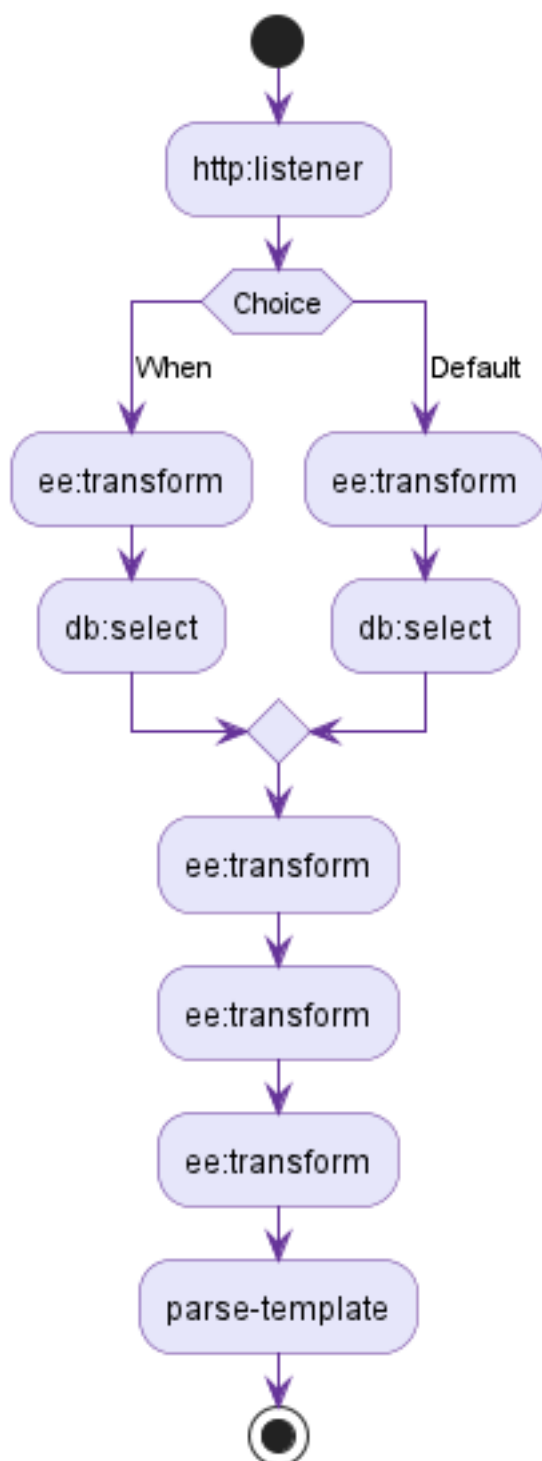 http:listener
Choice
When
Default
ee:transform
ee:transform
db:select
db:select
ee:transform
ee:transform
ee:transform
parse-template